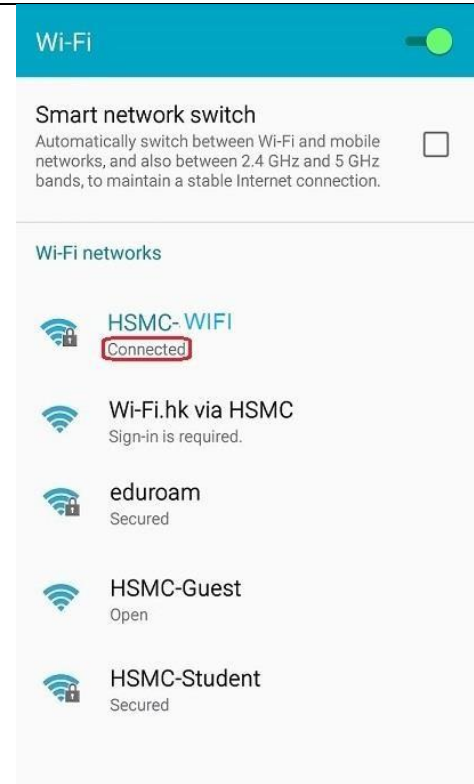 Wi-Fi
Smart network switch
Automatically switch between Wi-Fi and mobile
networks, and also between 2.4 GHz and 5 GHz
bands, to maintain a stable Internet connection.
Wi-Fi networks
HSMC- WIFI
Connected
Wi-Fi.hk via HSMC
Sign-in is required.
eduroam
Secured
HSMC-Guest
Open
HSMC-Student
Secured